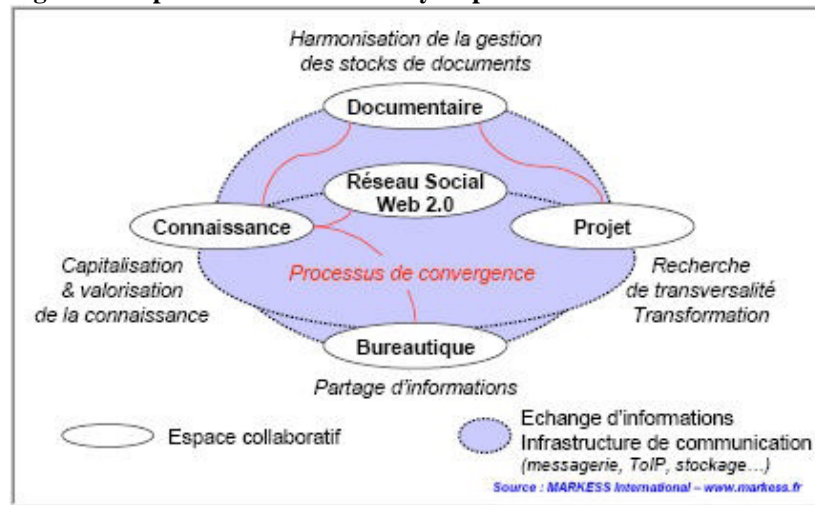 Harmonisation de la gestion
des stocks de documents
Documentaire
Réseau Social
Web 2.0
Connaissance
Projet
Capitalisation
& valorisation
de la connaissance
Processus de convergence
Recherche
de transversalité
Transformation
Bureautique
Partage d'informations
Espace collaboratif
Echange d'informations
Infrastructure de communication
(messagerie, ToIP, stockage…)
Source : MARKESS International – www.markess.fr